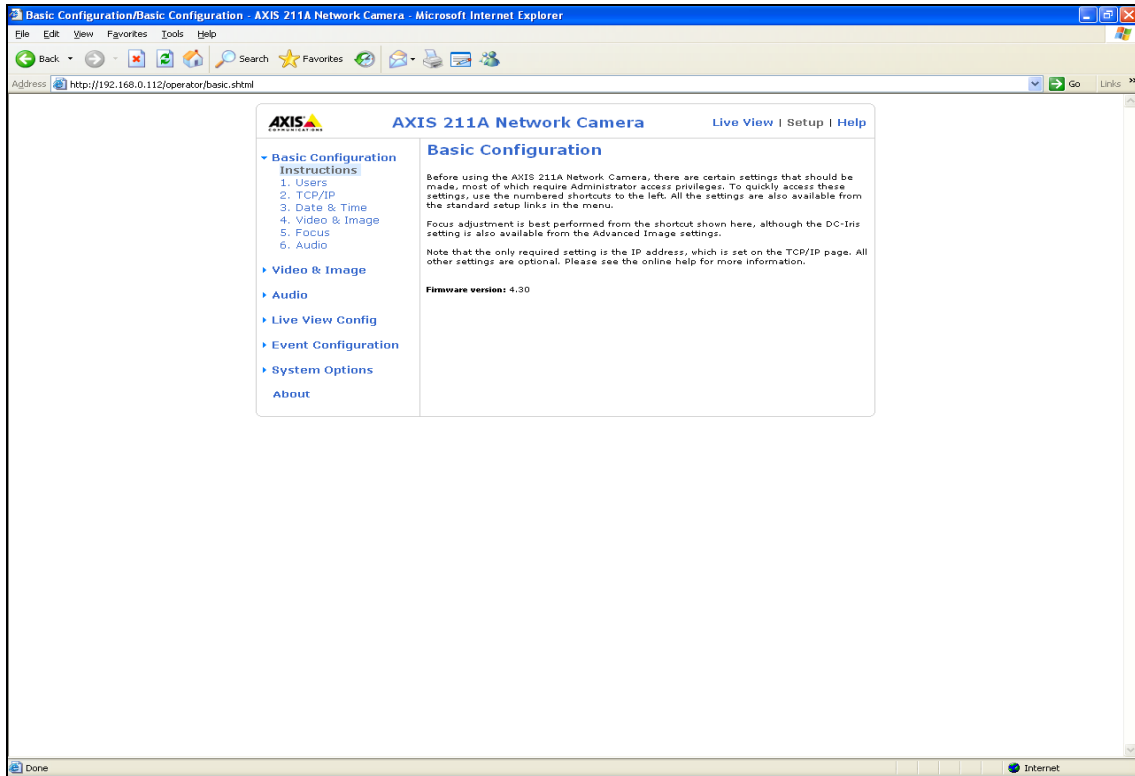 Basic Configuration/Basic Configuration - AXIS 211A Network Camera - Microsoft Internet Explorer
File Edit View Favorites Tools Help
Back Search Favorites
Address http://192.168.0.112/operator/basic.shtml Go Links »
AXIS COMMUNICATIONS
AXIS 211A Network Camera
Live View | Setup | Help
Basic Configuration
Instructions
1. Users
2. TCP/IP
3. Date & Time
4. Video & Image
5. Focus
6. Audio
Video & Image
Audio
Live View Config
Event Configuration
System Options
About
Basic Configuration
Before using the AXIS 211A Network Camera, there are certain settings that should be
made, most of which require Administrator access privileges. To quickly access these
settings, use the numbered shortcuts to the left. All the settings are also available from
the standard setup links in the menu.
Focus adjustment is best performed from the shortcut shown here, although the DC-Iris
setting is also available from the Advanced Image settings.
Note that the only required setting is the IP address, which is set on the TCP/IP page. All
other settings are optional. Please see the online help for more information.
Firmware version: 4.30
Done
Internet